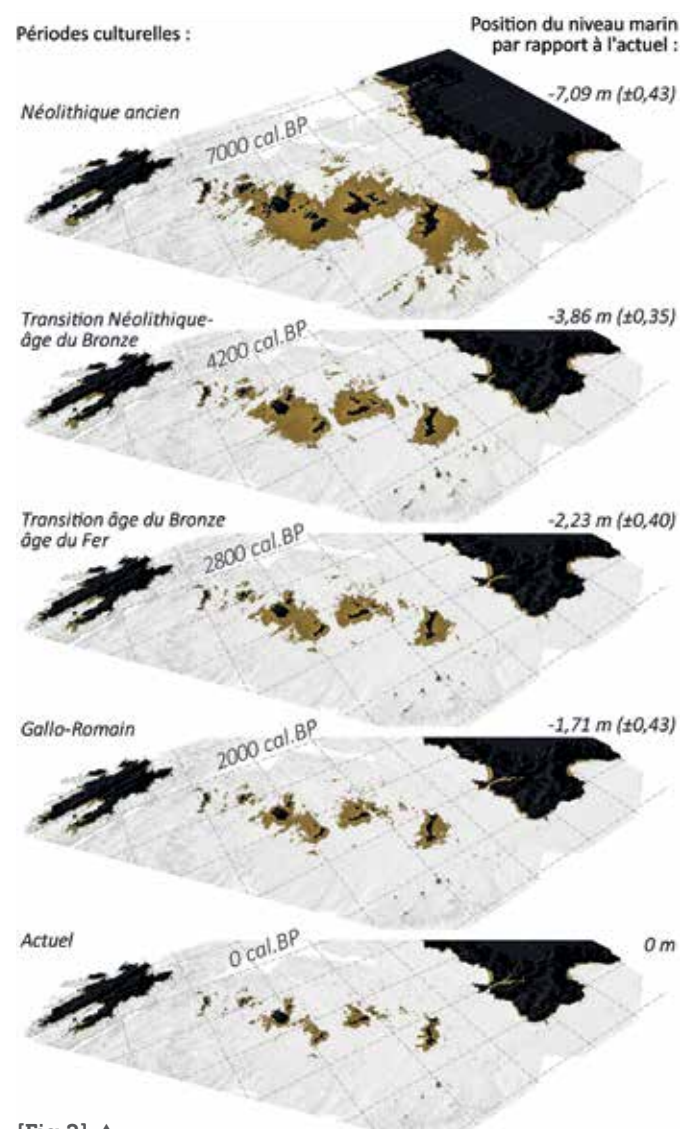 Périodes culturelles :
Position du niveau marin
par rapport à l'actuel :
Néolithique ancien
7000 cal.BP
-7,09 m (±0,43)
Transition Néolithique-
âge du Bronze
4200 cal.BP
-3,86 m (±0,35)
Transition âge du Bronze
âge du Fer
2800 cal.BP
-2,23 m (±0,40)
Gallo-Romain
2000 cal.BP
-1,71 m (±0,43)
Actuel
0 cal.BP
0 m